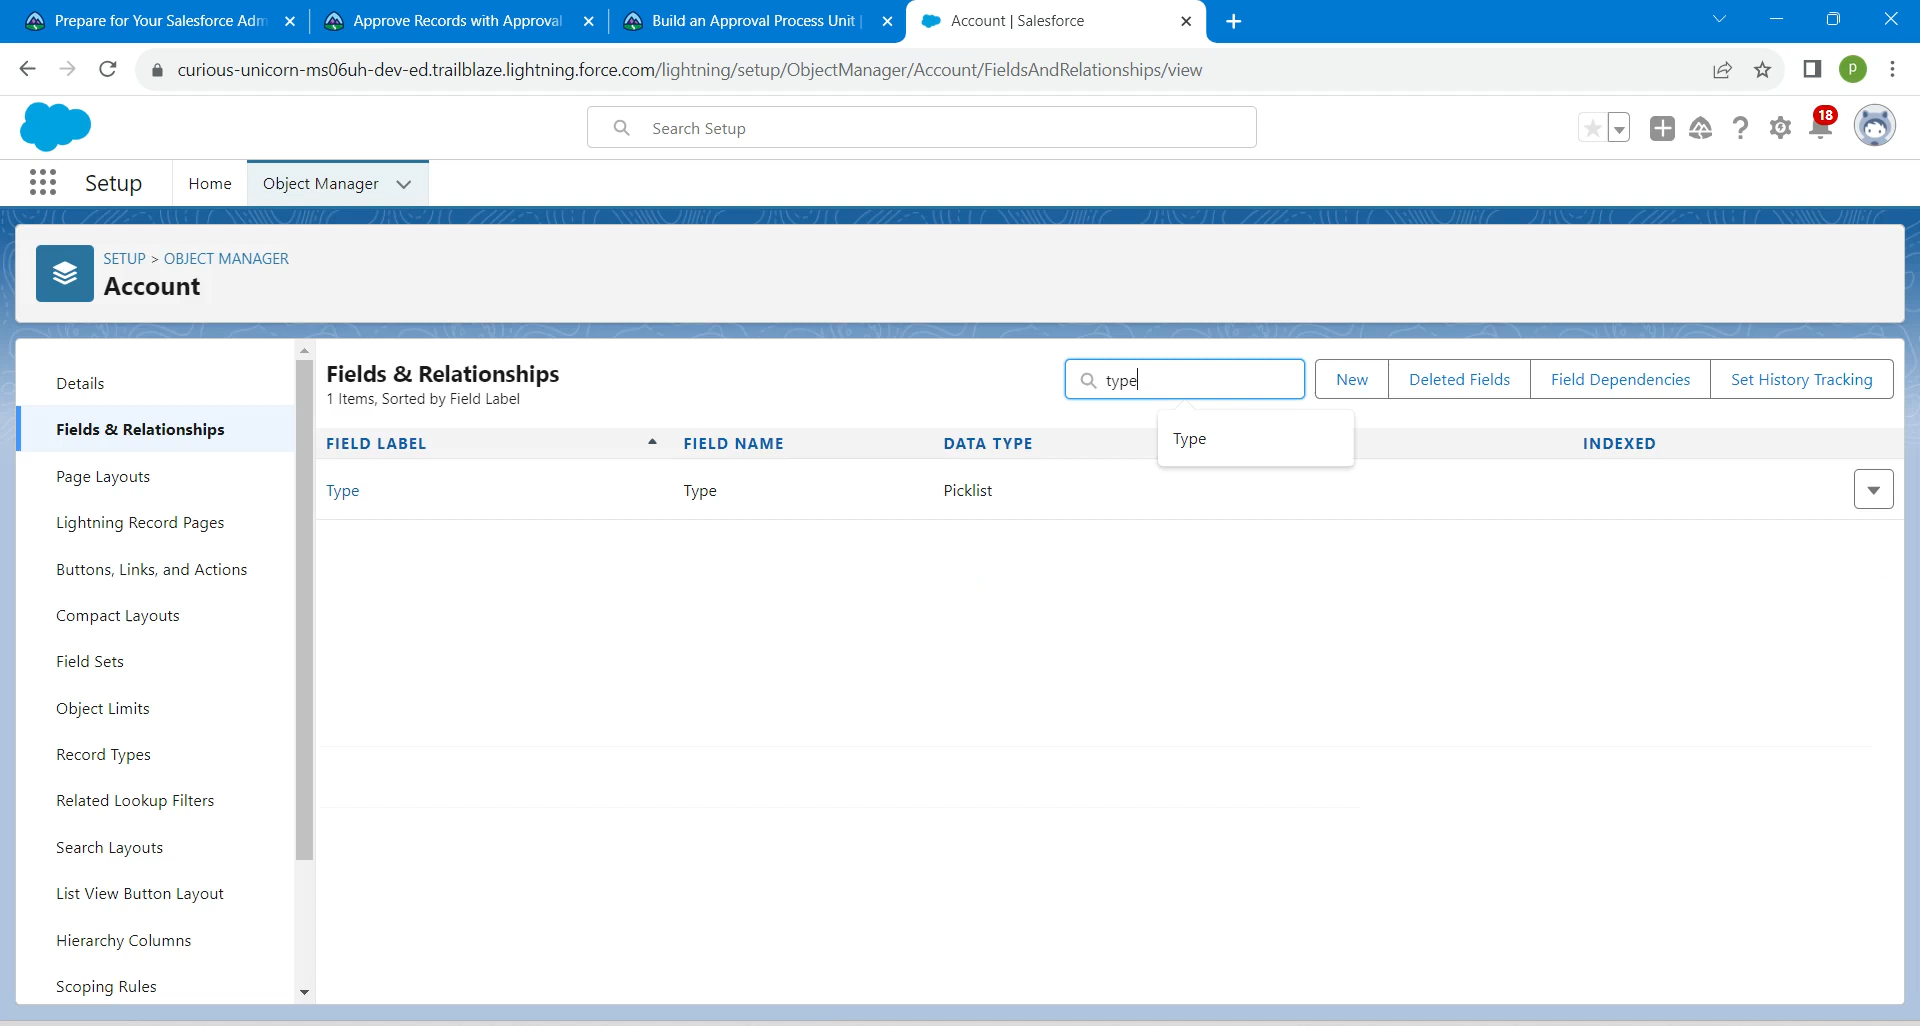 Prepare for Your Salesforce Adm
Approve Records with Approval
Build an Approval Process Unit |
Account | Salesforce
curious-unicorn-ms06uh-dev-ed.trailblaze.lightning.force.com/lightning/setup/ObjectManager/Account/FieldsAndRelationships/view
P
Search Setup
18
Setup
Home
Object Manager
SETUP > OBJECT MANAGER
Account
Details
Fields & Relationships
Page Layouts
Lightning Record Pages
Buttons, Links, and Actions
Compact Layouts
Field Sets
Object Limits
Record Types
Related Lookup Filters
Search Layouts
List View Button Layout
Hierarchy Columns
Scoping Rules
Fields & Relationships
1 Items, Sorted by Field Label
type
New
Deleted Fields
Field Dependencies
Set History Tracking
Type
FIELD LABEL
FIELD NAME
DATA TYPE
INDEXED
Type
Type
Picklist